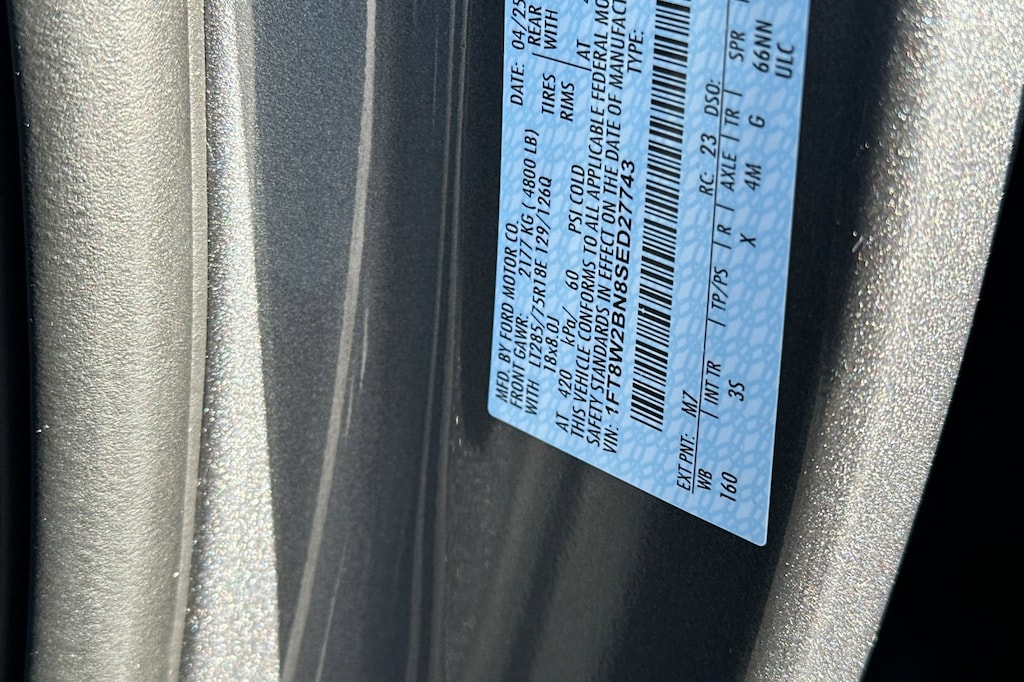 MFD. BY FORD MOTOR CO.
DATE: 04/25
FRONT GAWR: 2177 KG ( 4800 LB)
REAR
WITH LT285/75R18E 129/126Q TIRES
WITH
18x8.0J RIMS
AT 420 kPa/ 60 PSI COLD
AT
THIS VEHICLE CONFORMS TO ALL APPLICABLE FEDERAL MO
SAFETY STANDARDS IN EFFECT ON THE DATE OF MANUFACT
VIN: 1FT8W2BN8SED27743
TYPE:
EXT PNT: M7 RC: 23 DSO:
WB | INT TR | TP/PS | R | AXLE | TR | SPR
160 3S X 4M G 66NN
ULC